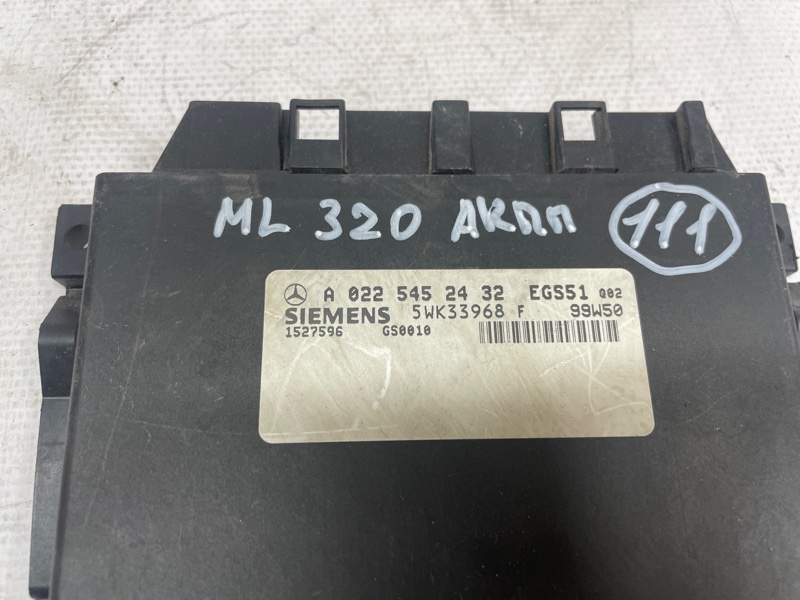 ML 320 АКПП 111
A 022 545 24 32 EGS51 Q02
SIEMENS 5WK33968 F 99W50
1527596 GS0010